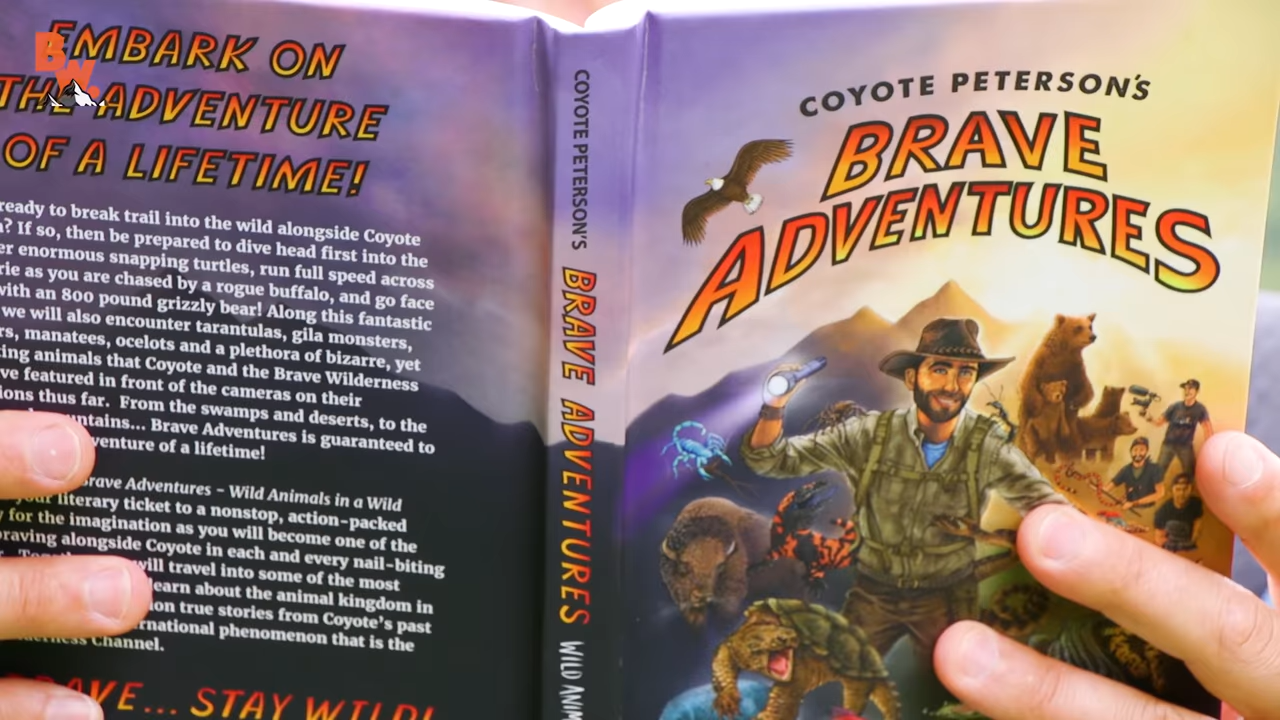 BW.
EMBARK ON
THE ADVENTURE
OF A LIFETIME!
ready to break trail into the wild alongside Coyote
? If so, then be prepared to dive head first into the
er enormous snapping turtles, run full speed across
rie as you are chased by a rogue buffalo, and go face
with an 800 pound grizzly bear! Along this fantastic
we will also encounter tarantulas, gila monsters,
rs, manatees, ocelots and a plethora of bizarre, yet
ting animals that Coyote and the Brave Wilderness
ve featured in front of the cameras on their
ions thus far. From the swamps and deserts, to the
ntains... Brave Adventures is guaranteed to
venture of a lifetime!
Brave Adventures – Wild Animals in a Wild
your literary ticket to a nonstop, action-packed
y for the imagination as you will become one of the
braving alongside Coyote in each and every nail-biting
will travel into some of the most
learn about the animal kingdom in
ion true stories from Coyote's past
rnational phenomenon that is the
Channel.
AVE... STAY WILD!
COYOTE PETERSON'S BRAVE ADVENTURES WILD ANIM
COYOTE PETERSON'S
BRAVE
ADVENTURES